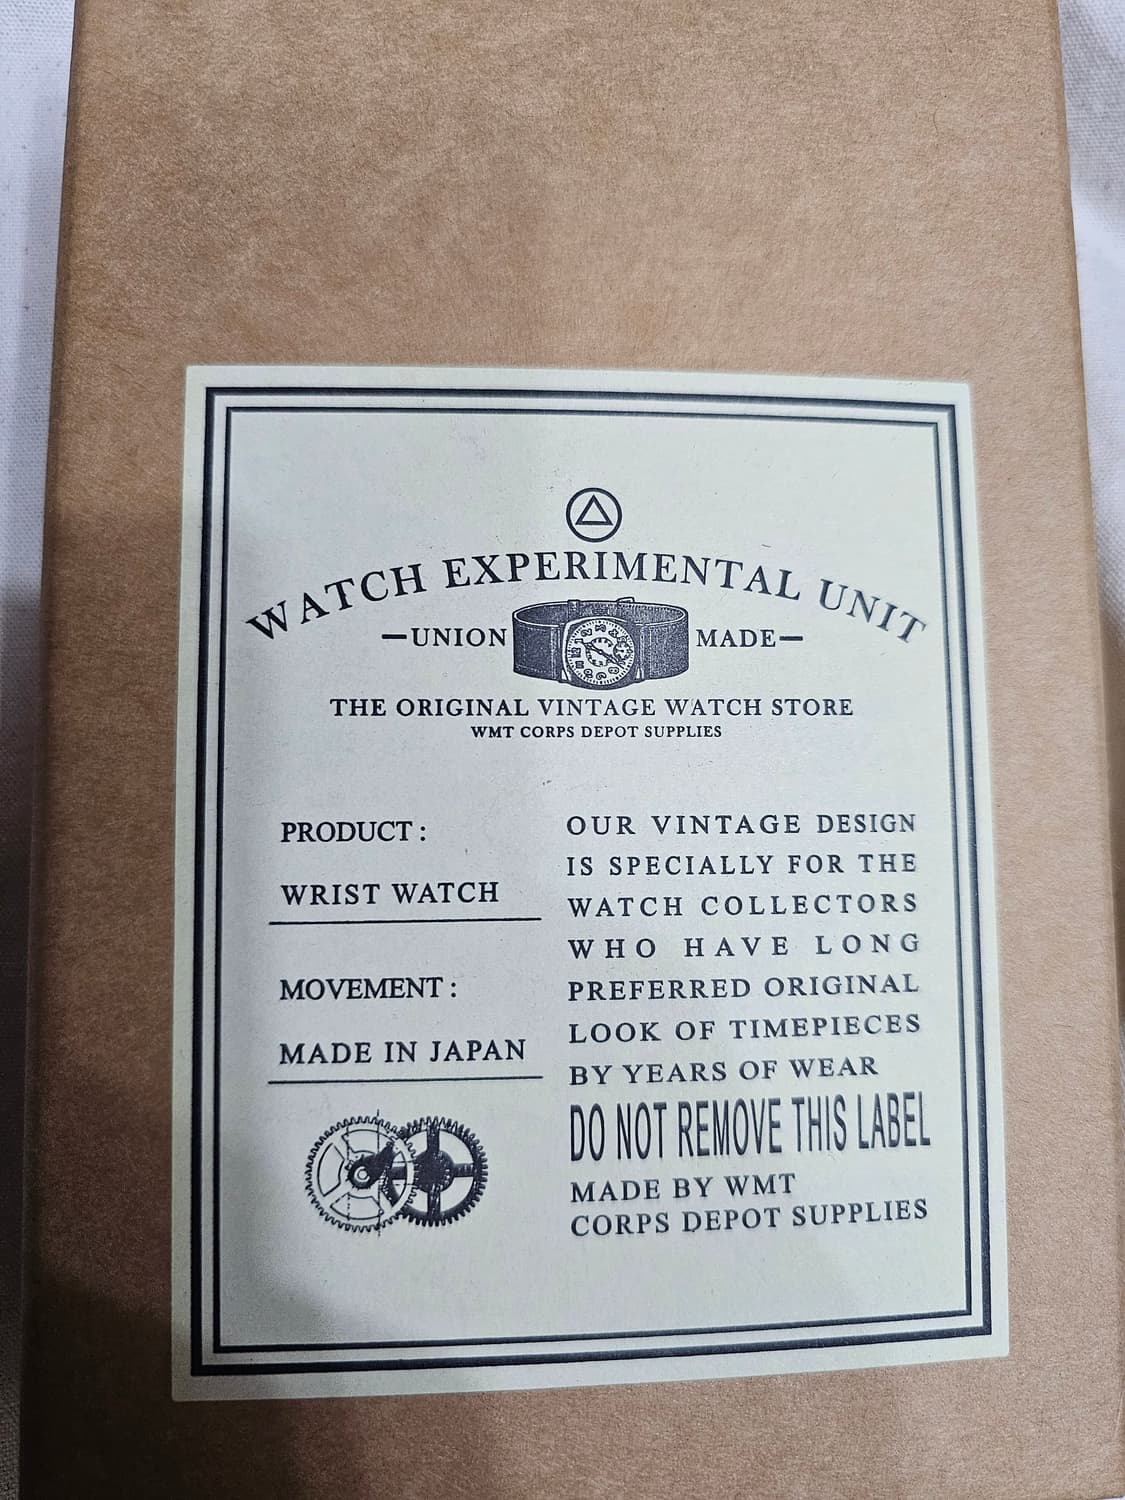 WATCH EXPERIMENTAL UNIT
—UNION MADE—
THE ORIGINAL VINTAGE WATCH STORE
WMT CORPS DEPOT SUPPLIES
PRODUCT :
WRIST WATCH
MOVEMENT :
MADE IN JAPAN
OUR VINTAGE DESIGN
IS SPECIALLY FOR THE
WATCH COLLECTORS
WHO HAVE LONG
PREFERRED ORIGINAL
LOOK OF TIMEPIECES
BY YEARS OF WEAR
DO NOT REMOVE THIS LABEL
MADE BY WMT
CORPS DEPOT SUPPLIES